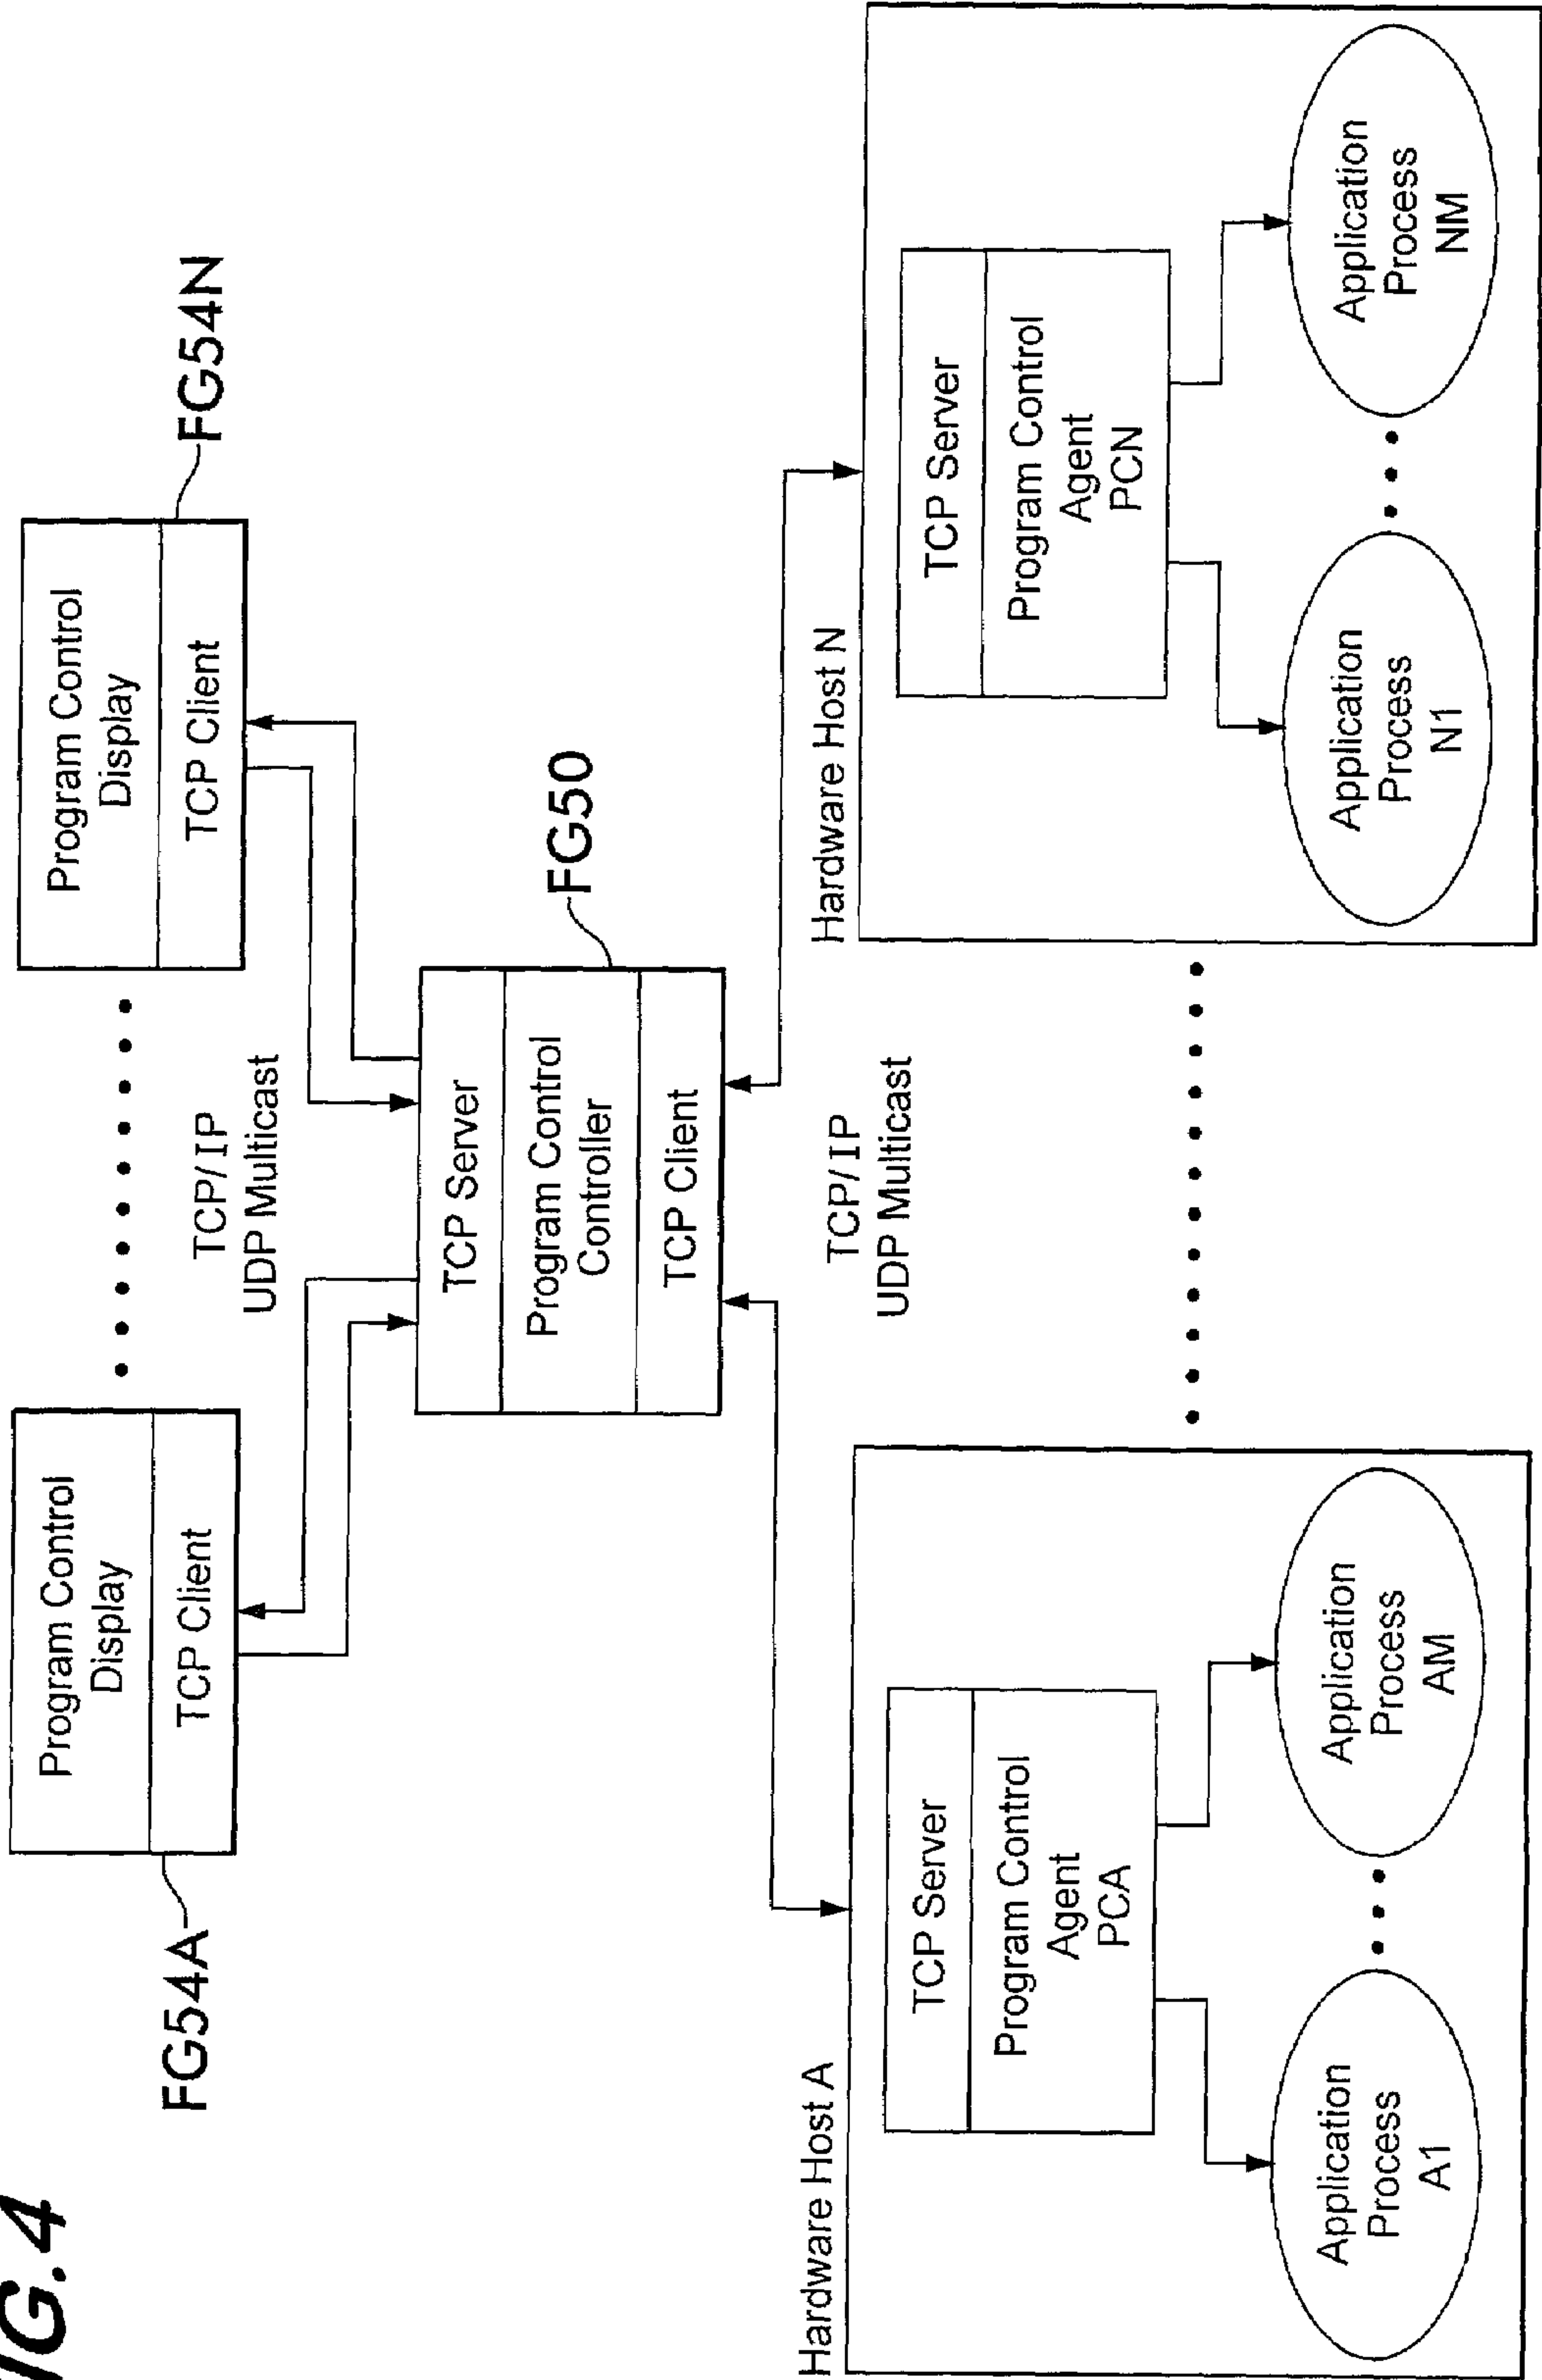 IG.4
FG54A
Program Control
Display
TCP Client
Program Control
Display
TCP Client
FG54N
TCP/IP
UDP Multicast
TCP Server
Program Control
Controller
TCP Client
FG50
TCP/IP
UDP Multicast
Hardware Host A
TCP Server
Program Control
Agent
PCA
Application
Process
A1
Application
Process
AM
Hardware Host N
TCP Server
Program Control
Agent
PCN
Application
Process
N1
Application
Process
NM